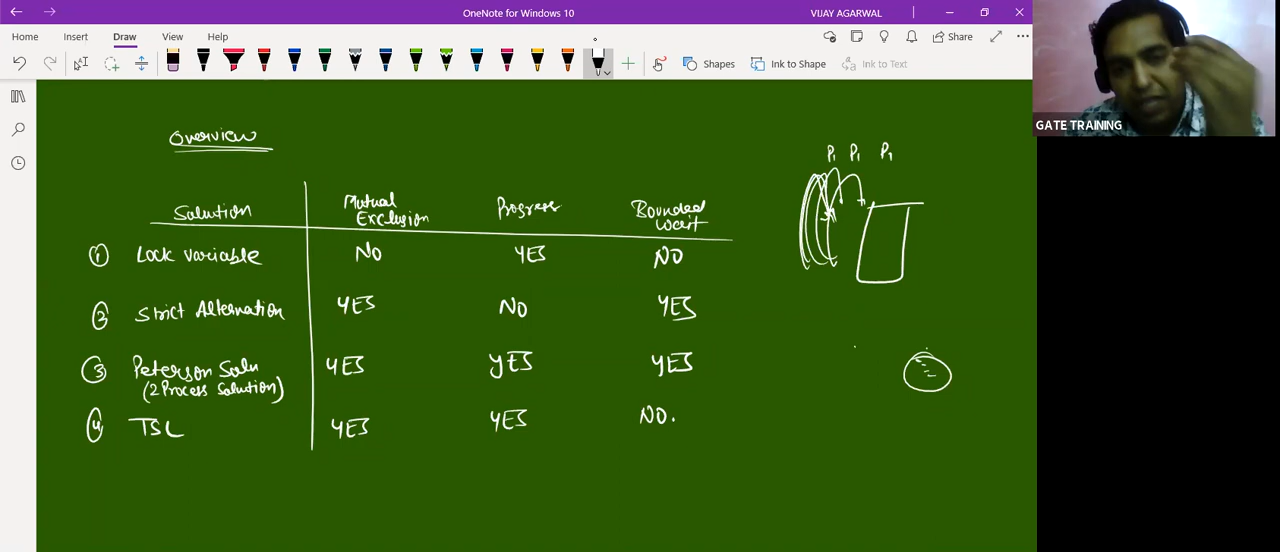 OneNote for Windows 10
VIJAY AGARWAL
Home Insert Draw View Help
Share
Shapes Ink to Shape Ink to Text
GATE TRAINING
Overview
P1 P1 P1
Solution Mutual Exclusion Progress Bounded Wait
① Lock Variable NO YES NO
② Strict Alternation YES NO YES
③ Peterson Soln YES YES YES
(2 Process Solution)
④ TSL YES YES NO.